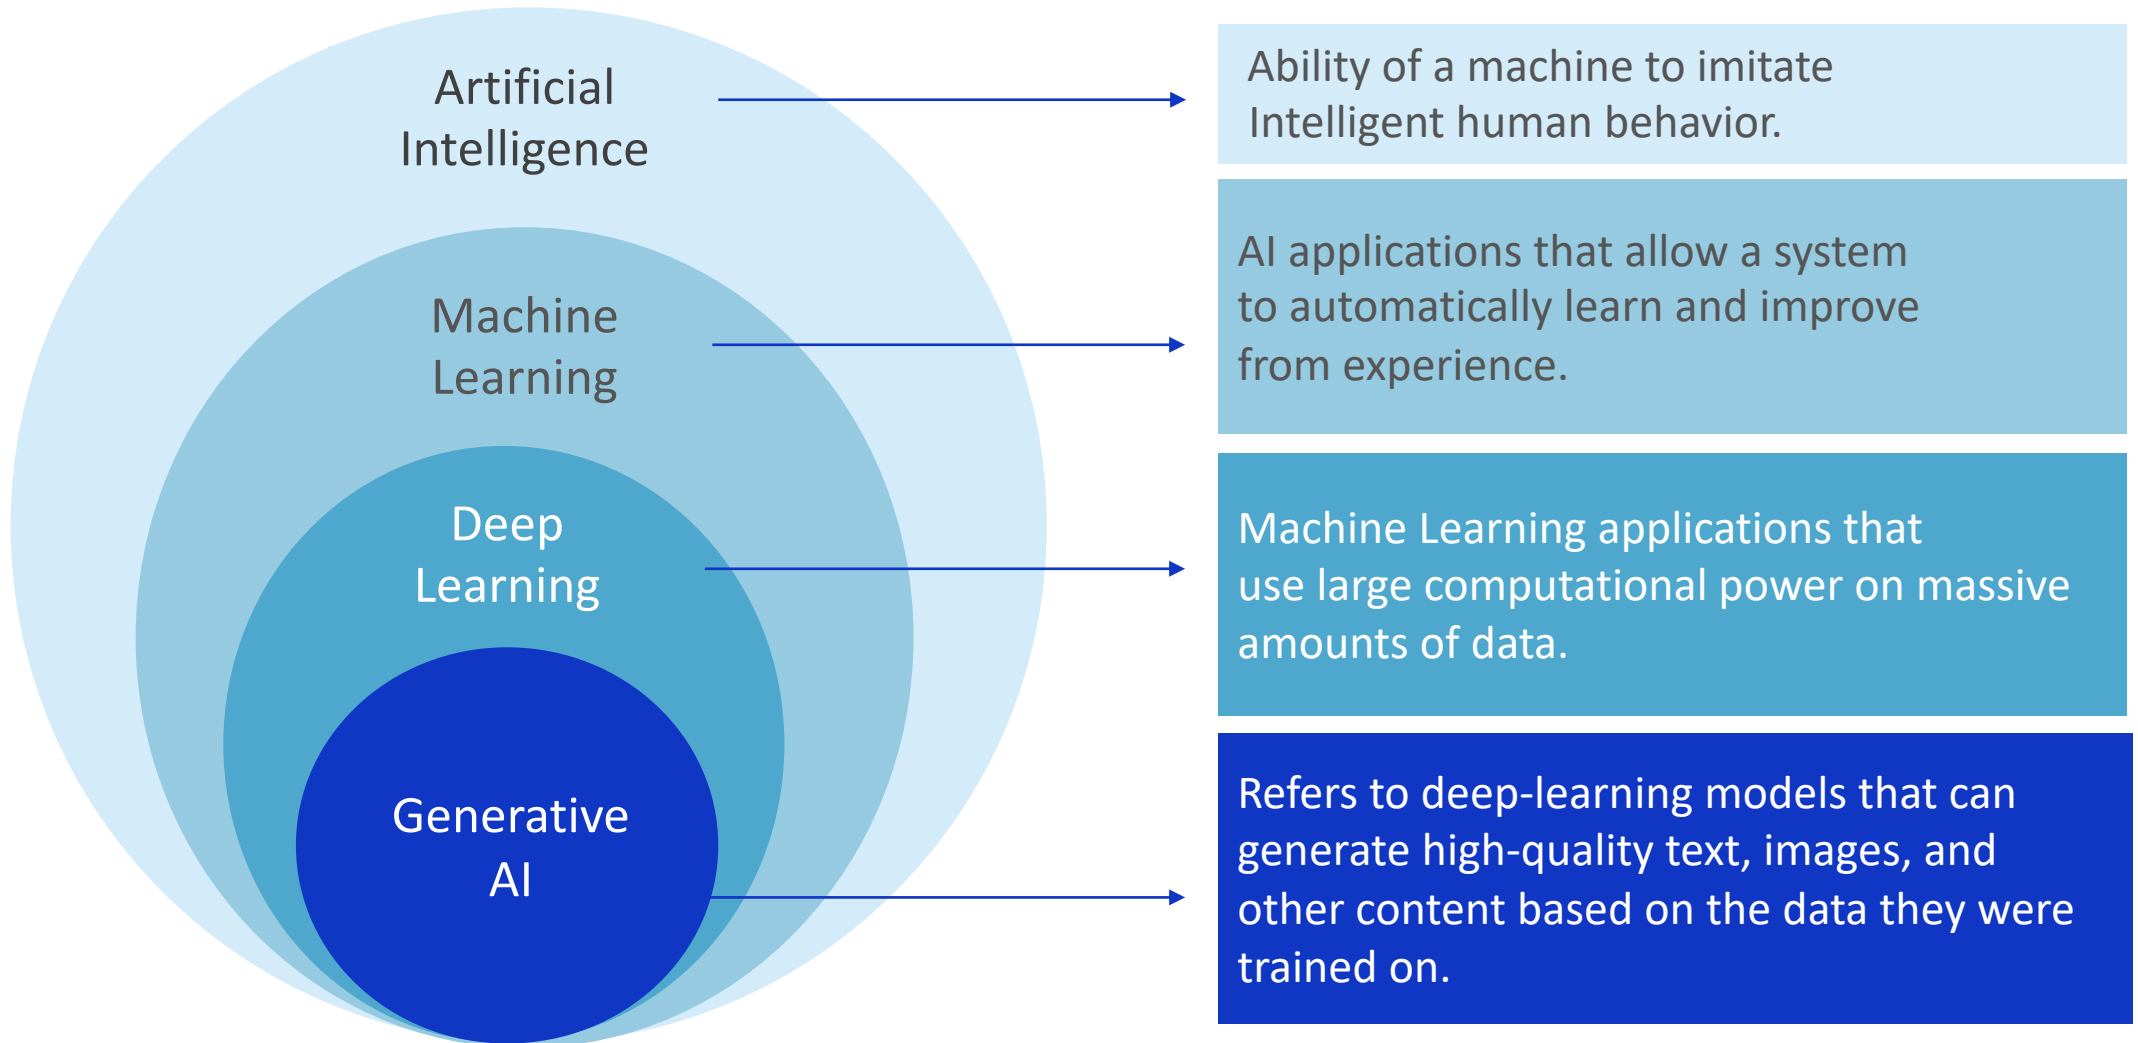 Artificial
Intelligence
Ability of a machine to imitate
Intelligent human behavior.
Machine
Learning
AI applications that allow a system
to automatically learn and improve
from experience.
Deep
Learning
Machine Learning applications that
use large computational power on massive
amounts of data.
Generative
AI
Refers to deep-learning models that can
generate high-quality text, images, and
other content based on the data they were
trained on.